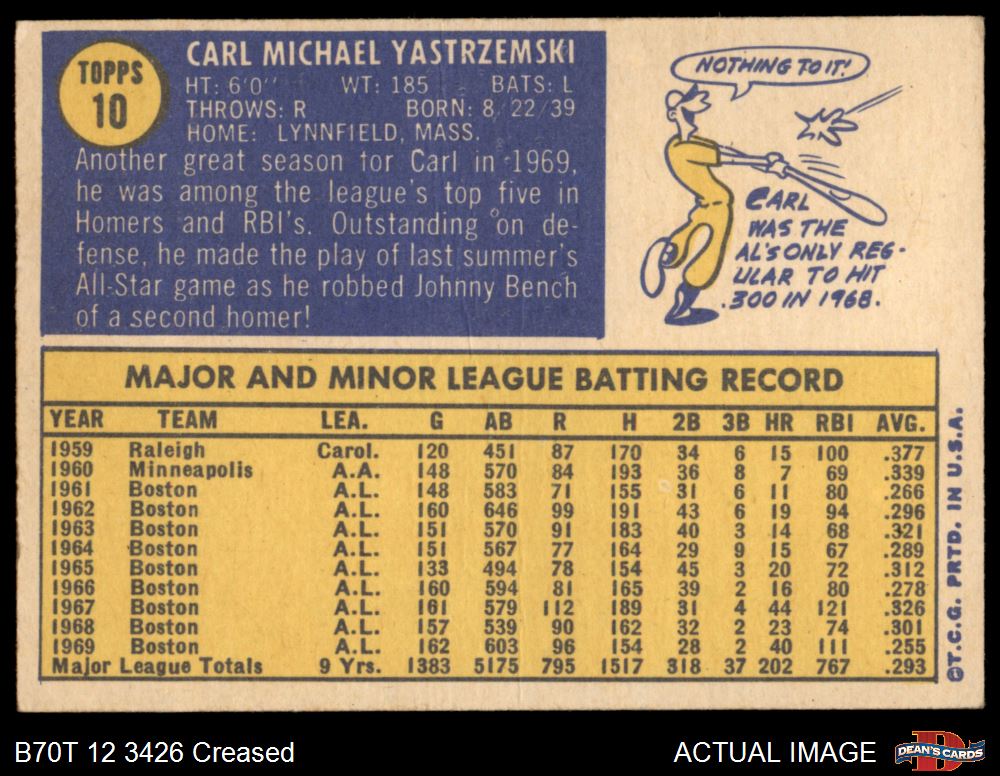 TOPPS
10
CARL MICHAEL YASTRZEMSKI
HT: 6'0" WT: 185 BATS: L
THROWS: R BORN: 8/22/39
HOME: LYNNFIELD, MASS.
Another great season for Carl in 1969,
he was among the league's top five in
Homers and RBI's. Outstanding on de-
fense, he made the play of last summer's
All-Star game as he robbed Johnny Bench
of a second homer!
NOTHING TO IT!
CARL
WAS THE
AL'S ONLY REG-
ULAR TO HIT
.300 IN 1968.
MAJOR AND MINOR LEAGUE BATTING RECORD
YEAR TEAM LEA. G AB R H 2B 3B HR RBI AVG.
1959 Raleigh Carol. 120 451 87 170 34 6 15 100 .377
1960 Minneapolis A.A. 148 570 84 193 36 8 7 69 .339
1961 Boston A.L. 148 583 71 155 31 6 11 80 .266
1962 Boston A.L. 160 646 99 191 43 6 19 94 .296
1963 Boston A.L. 151 570 91 183 40 3 14 68 .321
1964 Boston A.L. 151 567 77 164 29 9 15 67 .289
1965 Boston A.L. 133 494 78 154 45 3 20 72 .312
1966 Boston A.L. 160 594 81 165 39 2 16 80 .278
1967 Boston A.L. 161 579 112 189 31 4 44 121 .326
1968 Boston A.L. 157 539 90 162 32 2 23 74 .301
1969 Boston A.L. 162 603 96 154 28 2 40 111 .255
Major League Totals 9 Yrs. 1383 5175 795 1517 318 37 202 767 .293
©T.C.G. PRTD. IN U.S.A.
B70T 12 3426 Creased
ACTUAL IMAGE
DEAN'S CARDS